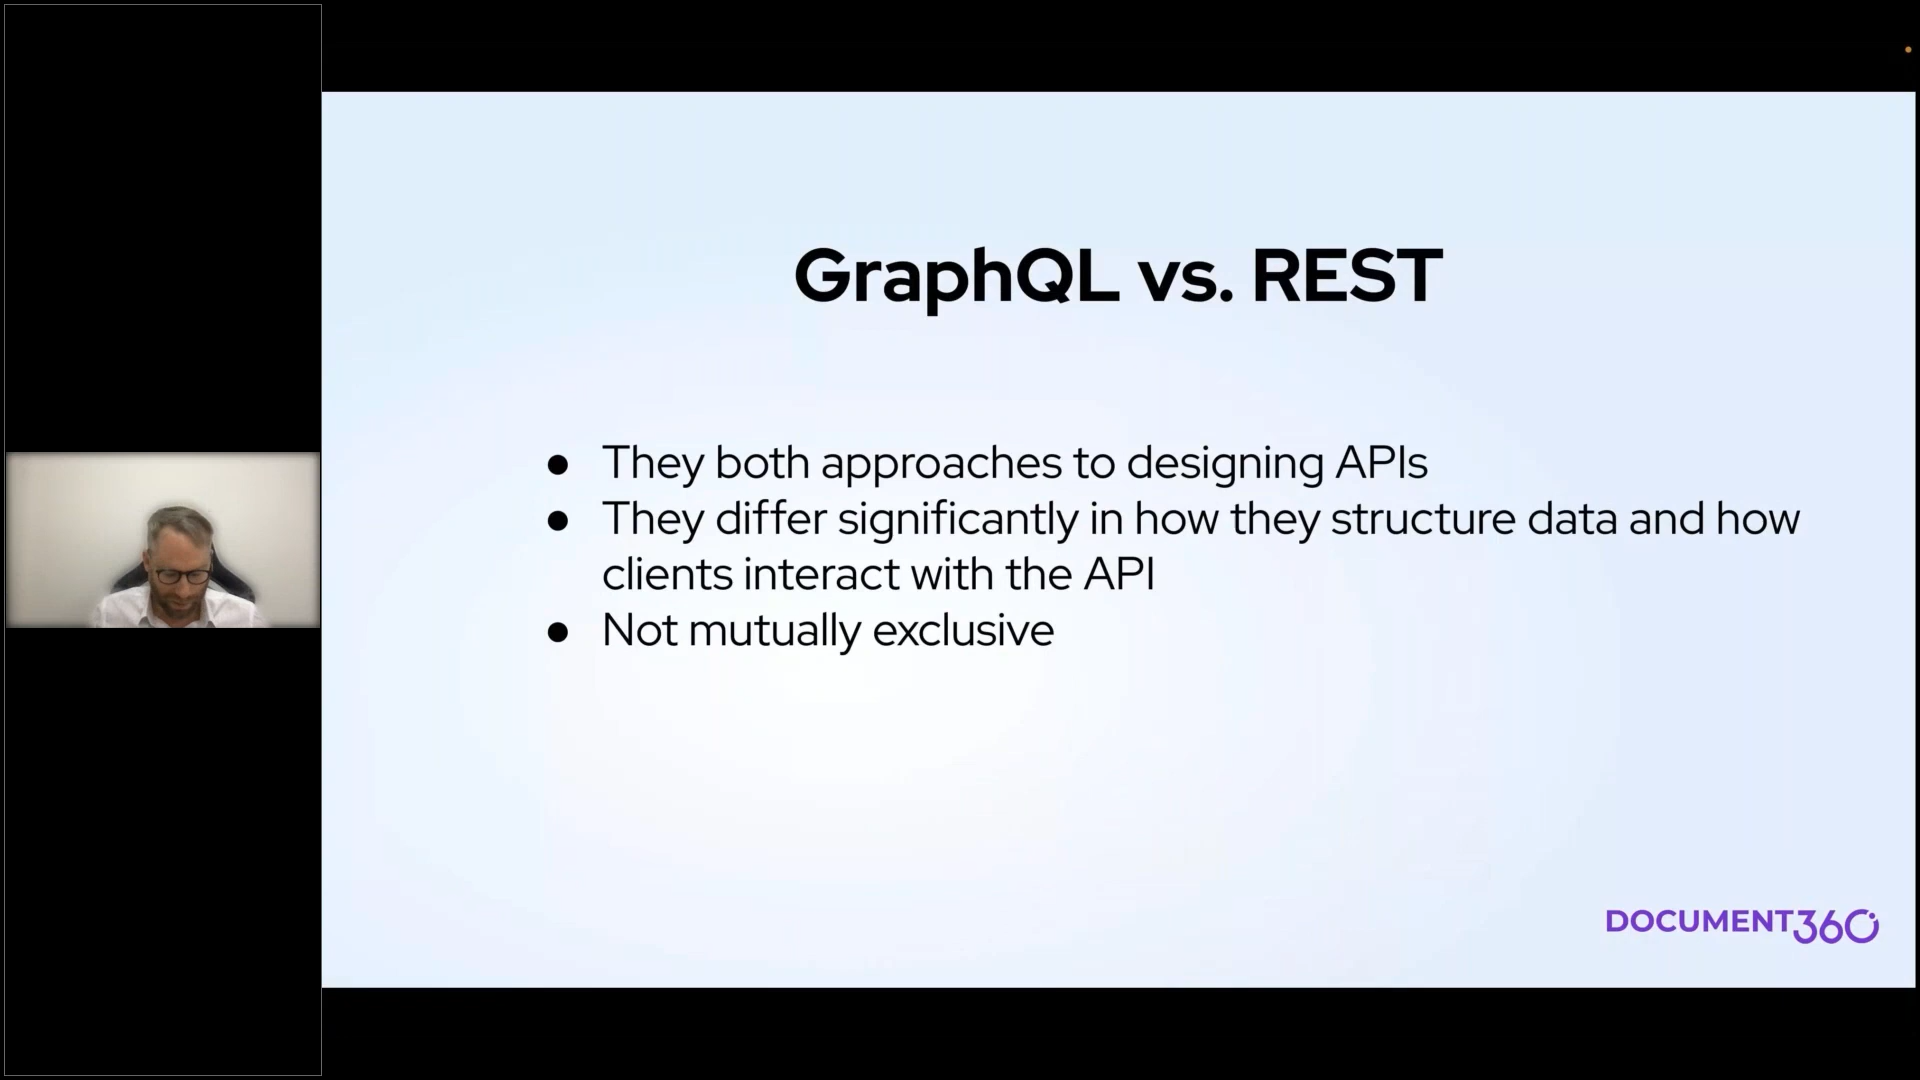 GraphQL vs. REST
● They both approaches to designing APIs
● They differ significantly in how they structure data and how
clients interact with the API
● Not mutually exclusive
DOCUMENT360